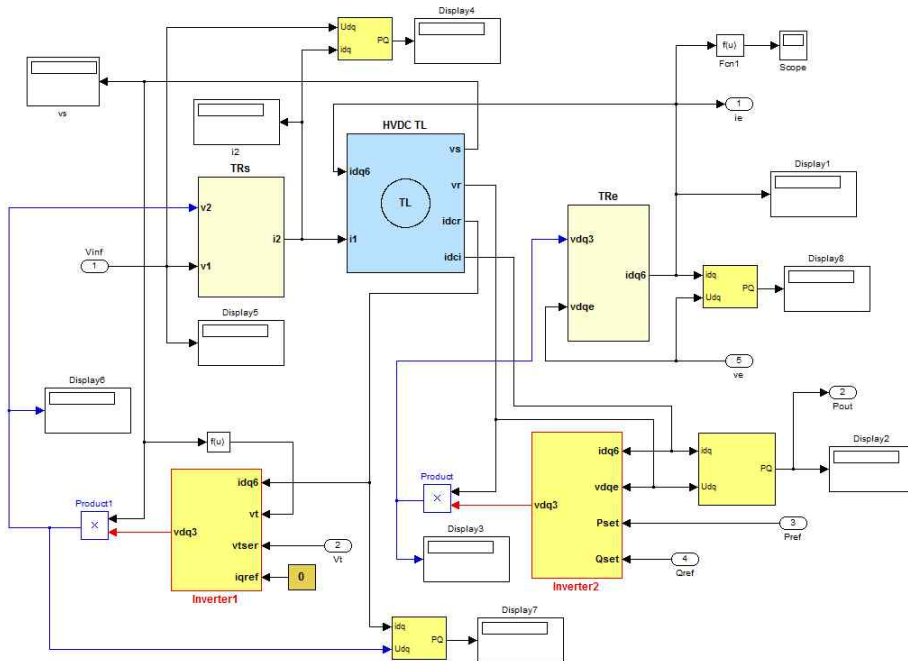 Display4
Udq
idq
PQ
f(u)
Fcn1
Scope
vs
i2
1
ie
HVDC TL
idq6
i1
TL
vs
vr
idcr
idci
TRs
v2
v1
i2
Vinf
1
Display1
TRe
vdq3
vdqe
idq6
Display8
idq
Udq
PQ
Display5
5
ve
Display6
2
Pout
f(u)
Display2
idq
Udq
PQ
idq6
vdqe
Pset
Qset
vdq3
Inverter2
Product
×
3
Pref
4
Qref
Display3
Product1
×
idq6
vt
vtser
iqref
vdq3
Inverter1
2
Vt
0
Display7
idq
Udq
PQ